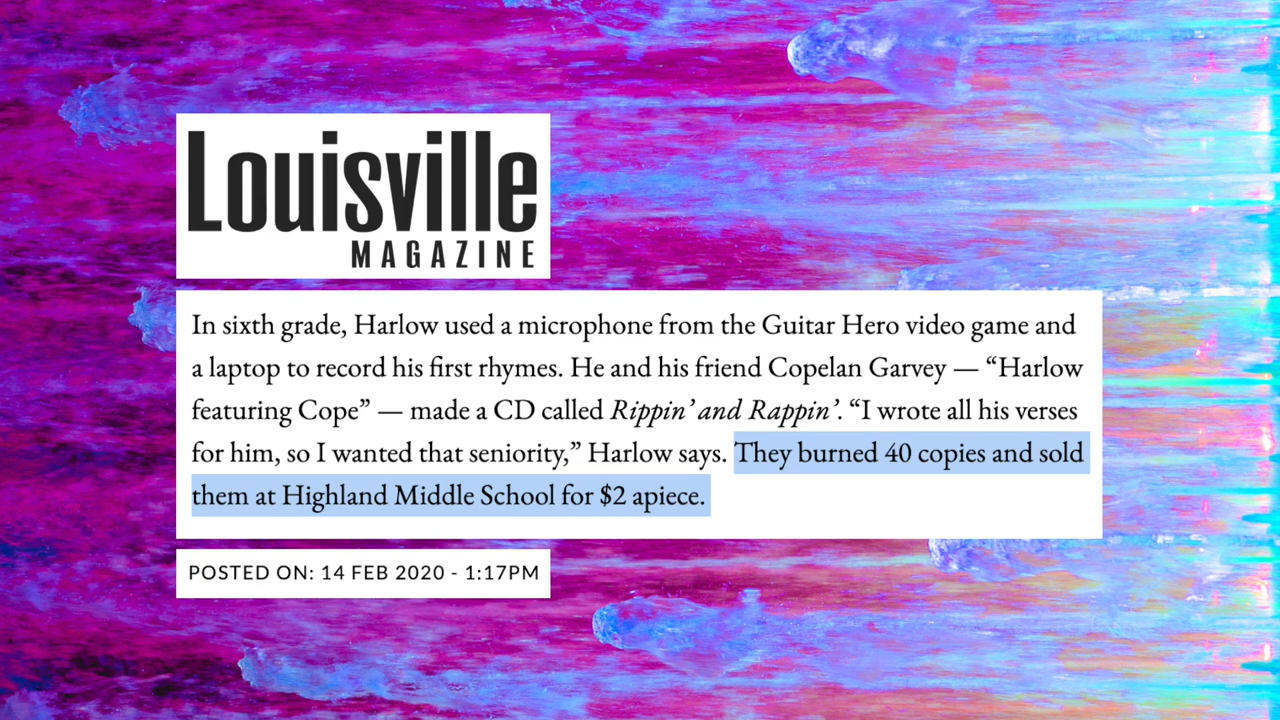 Louisville
MAGAZINE
In sixth grade, Harlow used a microphone from the Guitar Hero video game and
a laptop to record his first rhymes. He and his friend Copelan Garvey — “Harlow
featuring Cope” — made a CD called Rippin’ and Rappin’. “I wrote all his verses
for him, so I wanted that seniority,” Harlow says. They burned 40 copies and sold
them at Highland Middle School for $2 apiece.
POSTED ON: 14 FEB 2020 - 1:17PM